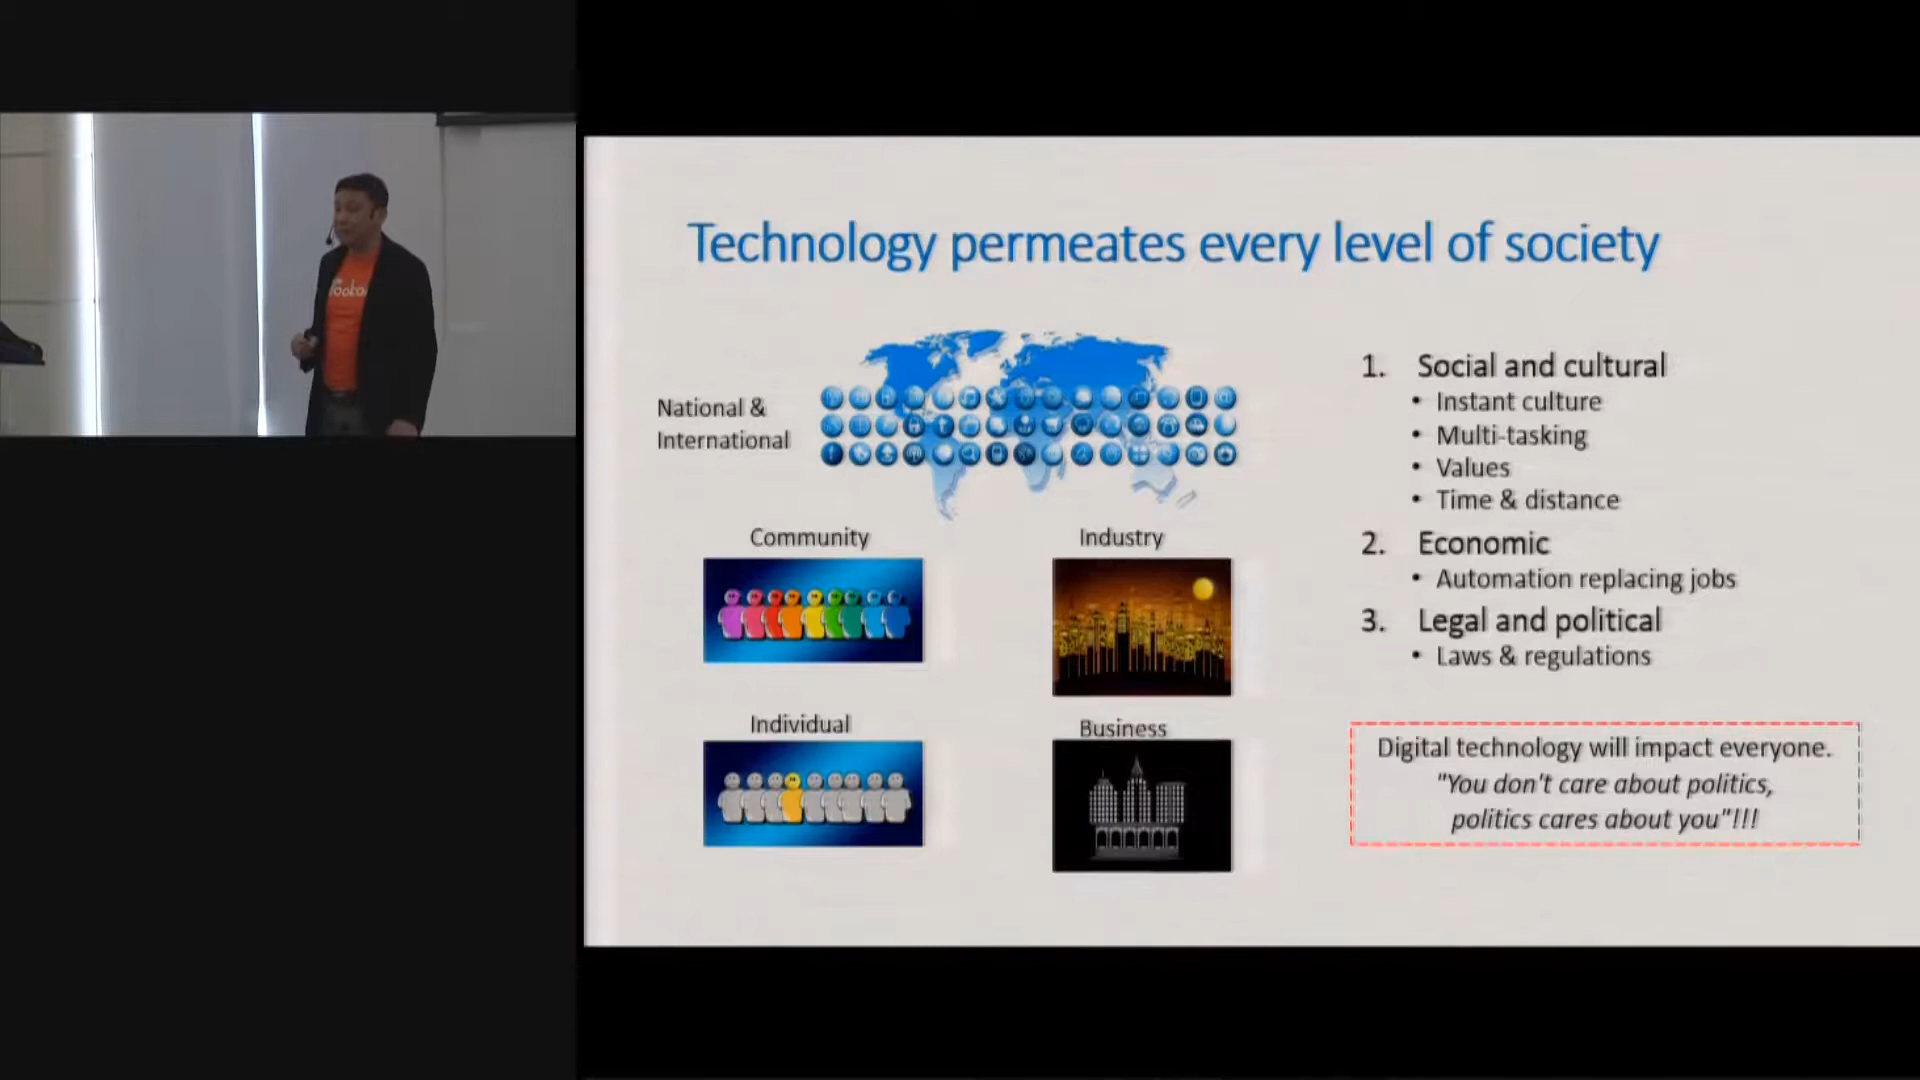 Technology permeates every level of society
National &
International
Community
Industry
Individual
Business
1. Social and cultural
• Instant culture
• Multi-tasking
• Values
• Time & distance
2. Economic
• Automation replacing jobs
3. Legal and political
• Laws & regulations
Digital technology will impact everyone.
"You don't care about politics,
politics cares about you"!!!